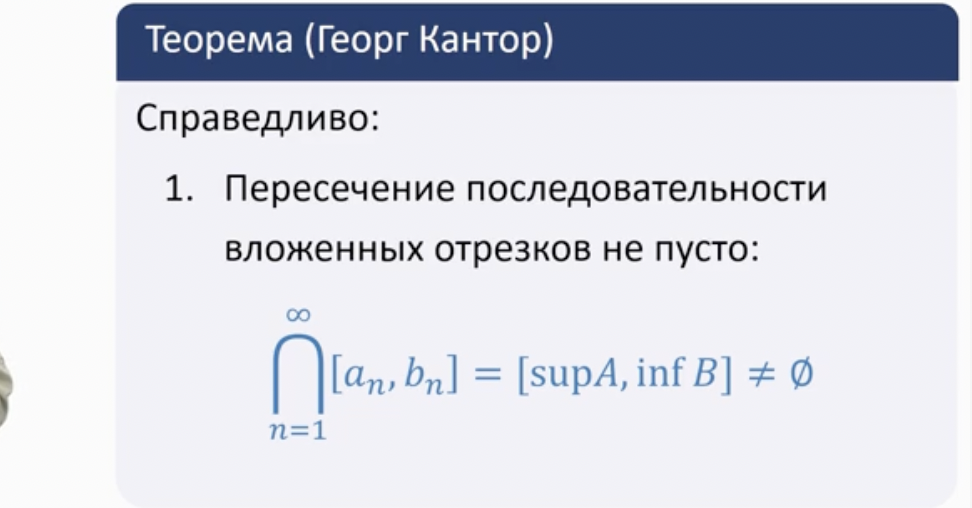 Теорема (Георг Кантор)
Справедливо:
1. Пересечение последовательности
вложенных отрезков не пусто:
∞
⋂[aₙ, bₙ] = [supA, inf B] ≠ ∅
n=1